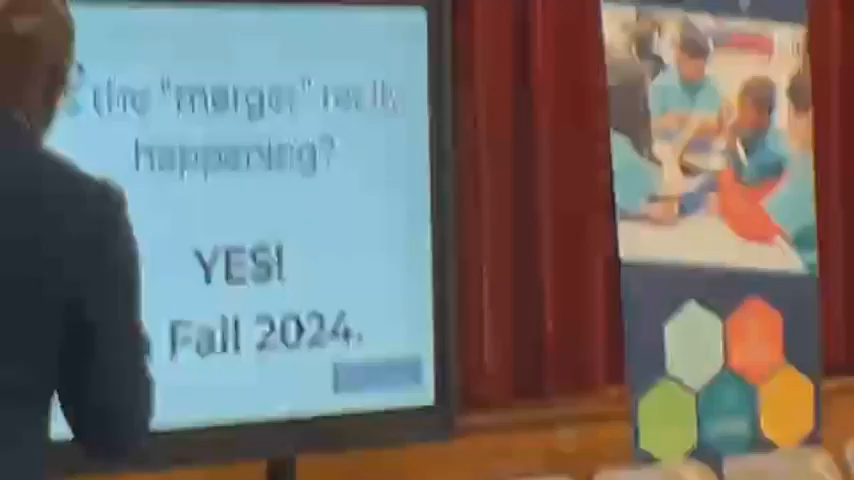 the "merger" really
happening?
YES!
Fall 2024.